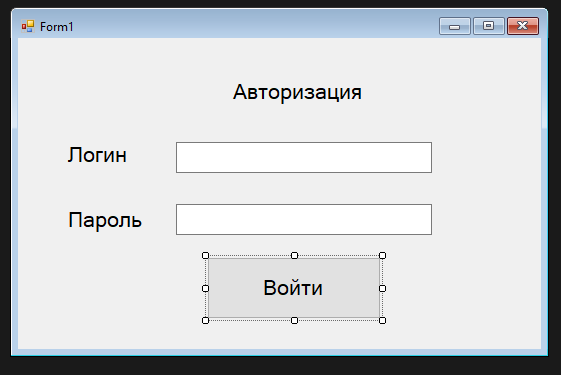 Form1
Авторизация
Логин
Пароль
Войти